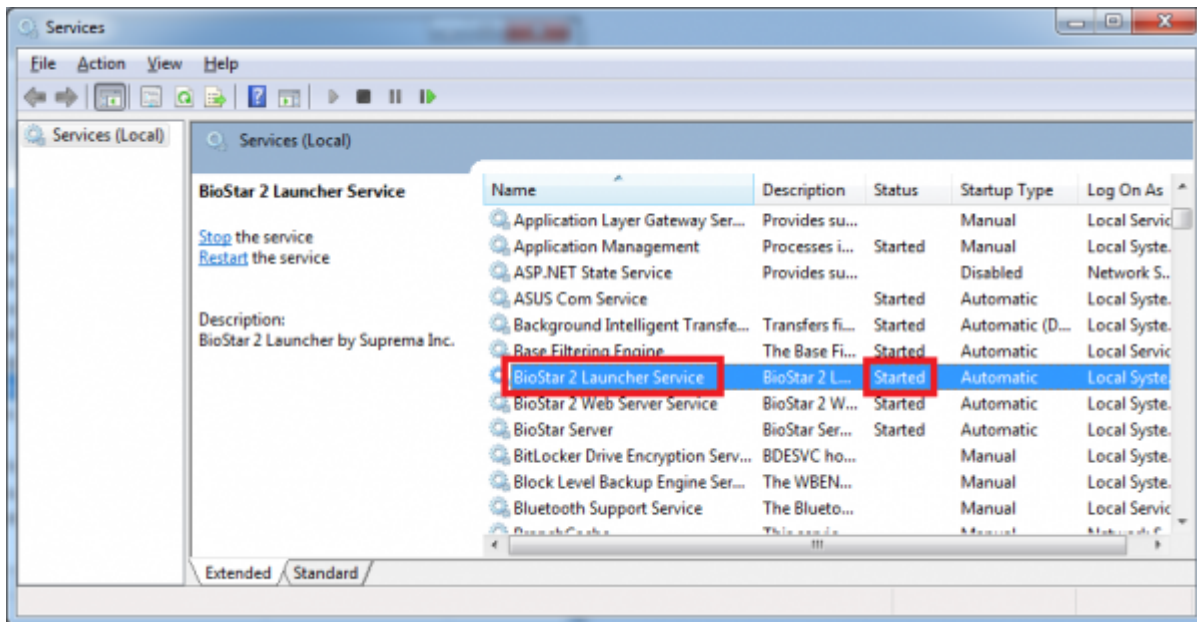 Services
File Action View Help
Services (Local)
Services (Local)
BioStar 2 Launcher Service
Stop the service
Restart the service
Description:
BioStar 2 Launcher by Suprema Inc.
Name Description Status Startup Type Log On As
Application Layer Gateway Ser... Provides su... Manual Local Servic
Application Management Processes i... Started Manual Local Syste.
ASP.NET State Service Provides su... Disabled Network S..
ASUS Com Service Started Automatic Local Syste.
Background Intelligent Transfe... Transfers fi... Started Automatic (D... Local Syste.
Base Filtering Engine The Base Fi... Started Automatic Local Servic
BioStar 2 Launcher Service BioStar 2 L... Started Automatic Local Syste.
BioStar 2 Web Server Service BioStar 2 W... Started Automatic Local Syste.
BioStar Server BioStar Ser... Started Automatic Local Syste.
BitLocker Drive Encryption Serv... BDESVC ho... Manual Local Syste.
Block Level Backup Engine Ser... The WBEN... Manual Local Syste.
Bluetooth Support Service The Blueto... Manual Local Servic
Extended Standard